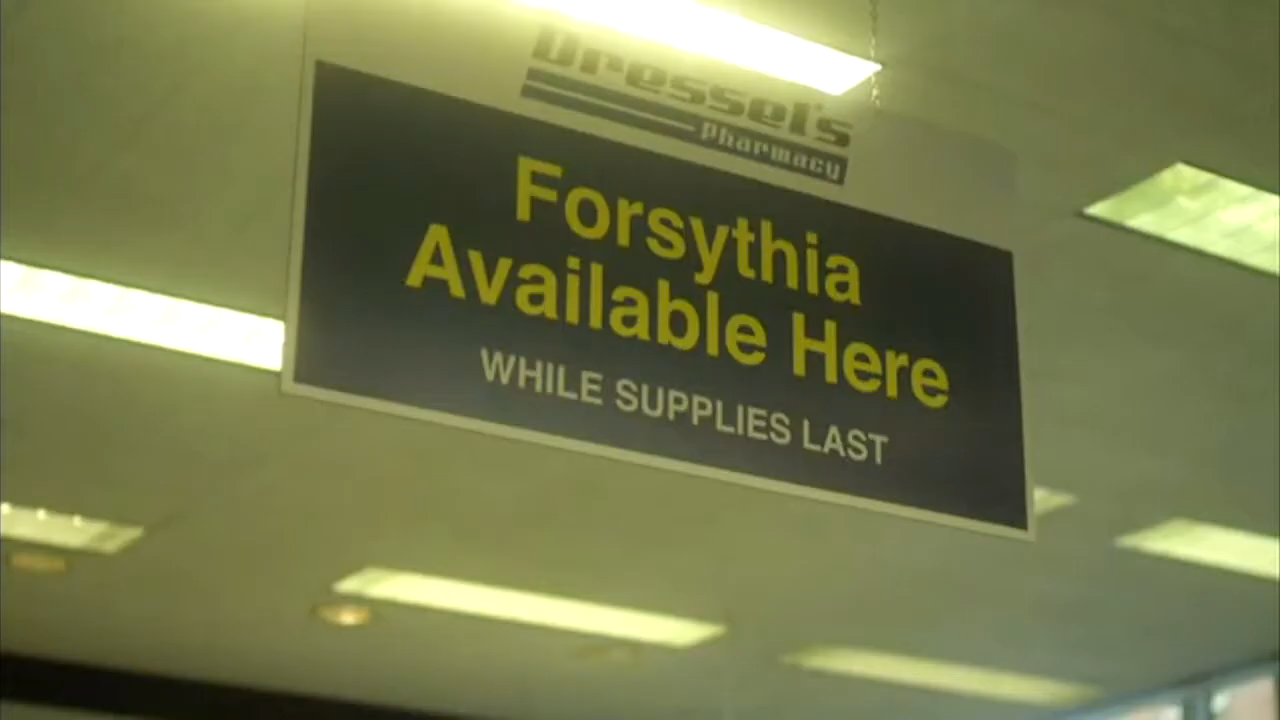 Dressel's
Pharmacy
Forsythia
Available Here
WHILE SUPPLIES LAST